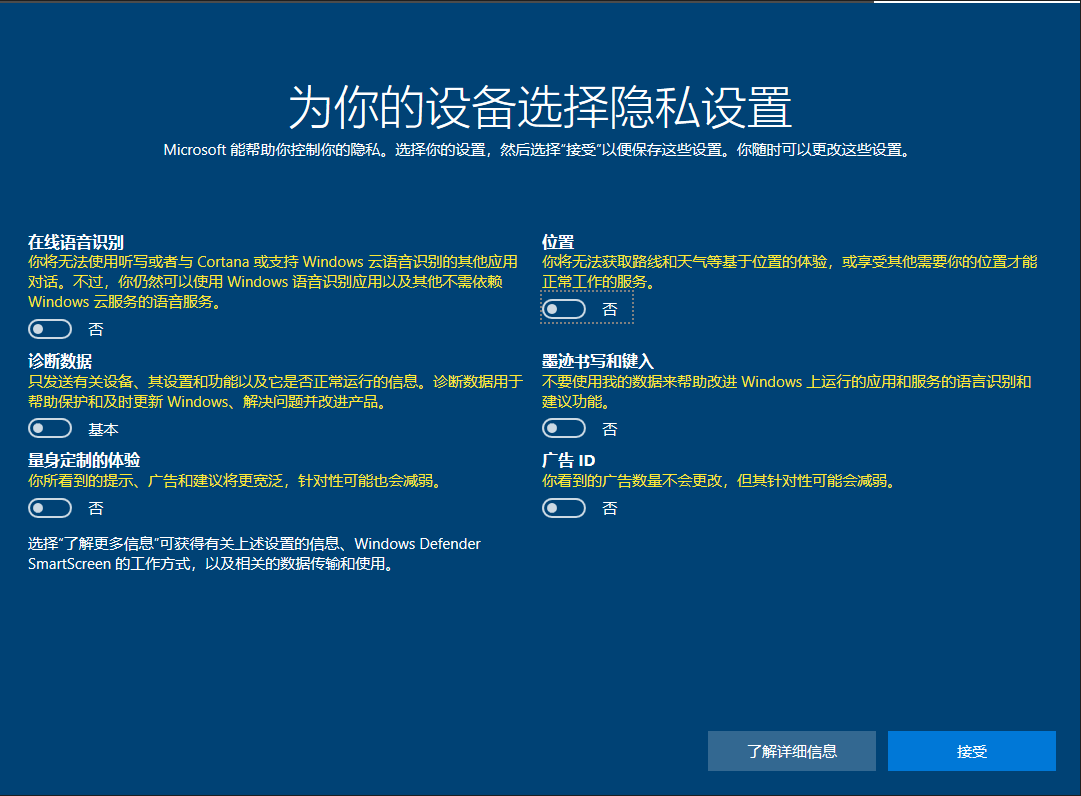 为你的设备选择隐私设置
Microsoft 能帮助你控制你的隐私。选择你的设置，然后选择“接受”以便保存这些设置。你随时可以更改这些设置。
在线语音识别
你将无法使用听写或者与 Cortana 或支持 Windows 云语音识别的其他应用
对话。不过，你仍然可以使用 Windows 语音识别应用以及其他不需依赖
Windows 云服务的语音服务。
否
位置
你将无法获取路线和天气等基于位置的体验，或享受其他需要你的位置才能
正常工作的服务。
否
诊断数据
只发送有关设备、其设置和功能以及它是否正常运行的信息。诊断数据用于
帮助保护和及时更新 Windows、解决问题并改进产品。
基本
墨迹书写和键入
不要使用我的数据来帮助改进 Windows 上运行的应用和服务的语言识别和
建议功能。
否
量身定制的体验
你所看到的提示、广告和建议将更宽泛，针对性可能也会减弱。
否
广告 ID
你看到的广告数量不会更改，但其针对性可能会减弱。
否
选择“了解更多信息”可获得有关上述设置的信息、Windows Defender
SmartScreen 的工作方式，以及相关的数据传输和使用。
了解详细信息
接受